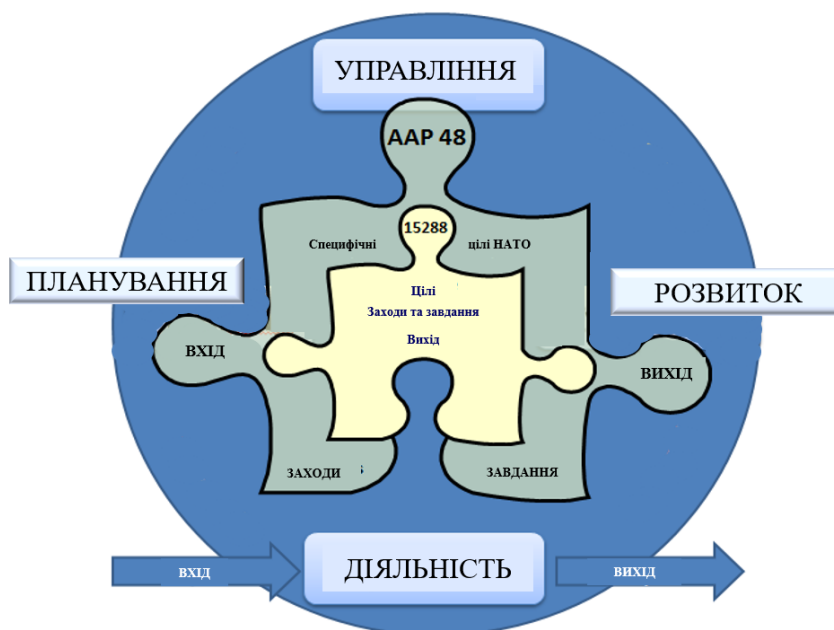 УПРАВЛІННЯ
ААР 48
15288
Специфічні
цілі НАТО
ПЛАНУВАННЯ
РОЗВИТОК
Цілі
Заходи та завдання
Вихід
ВХІД
ВИХІД
ЗАХОДИ
ЗАВДАННЯ
ВХІД
ДІЯЛЬНІСТЬ
ВИХІД